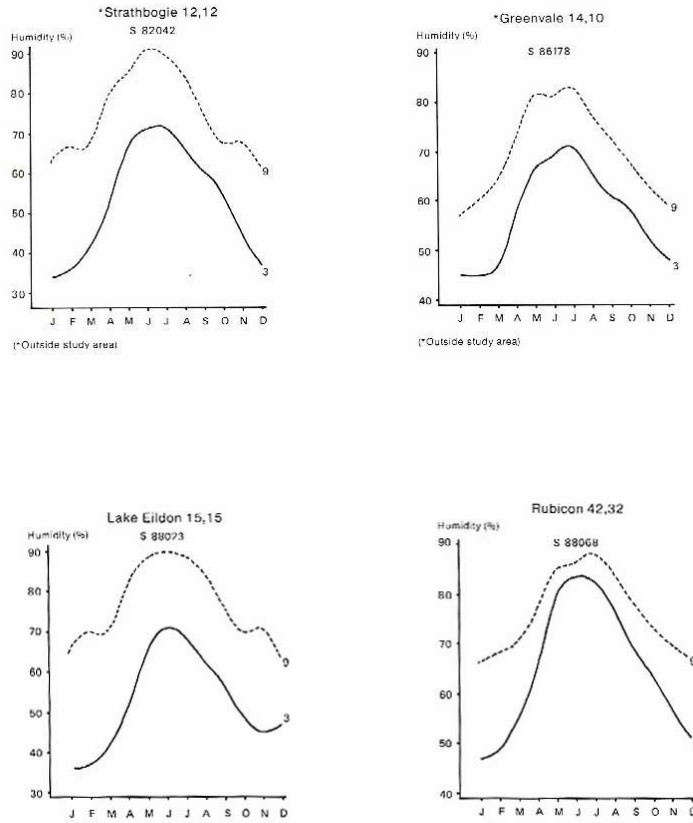 *Strathbogie 12,12
S 82042
Humidity (%)
90
80
70
60
50
40
30
9
3
J F M A M J J A S O N D
(*Outside study area)
*Greenvale 14,10
S 86178
Humidity (%)
90
80
70
60
50
40
9
3
J F M A M J J A S O N D
(*Outside study area)
Lake Eildon 15,15
S 88023
Humidity (%)
90
80
70
60
50
40
30
9
3
J F M A M J J A S O N D
Rubicon 42,32
S 88068
Humidity (%)
90
80
70
60
50
40
9
J F M A M J J A S O N D